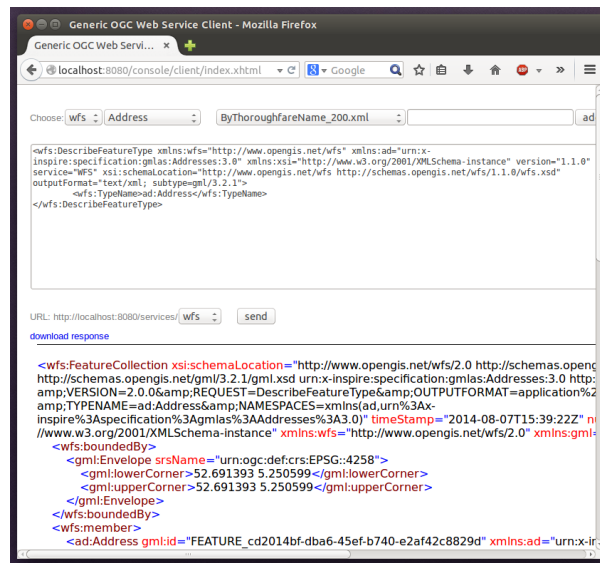 Generic OGC Web Service Client - Mozilla Firefox
Generic OGC Web Servi... ×
localhost:8080/console/client/index.xhtml Google ABP »
Choose: wfs Address ByThoroughfareName_200.xml ad
<wfs:DescribeFeatureType xmlns:wfs="http://www.opengis.net/wfs" xmlns:ad="urn:x-
inspire:specification:gmlas:Addresses:3.0" xmlns:xsi="http://www.w3.org/2001/XMLSchema-instance" version="1.1.0"
service="WFS" xsi:schemaLocation="http://www.opengis.net/wfs http://schemas.opengis.net/wfs/1.1.0/wfs.xsd"
outputFormat="text/xml; subtype=gml/3.2.1">
<wfs:TypeName>ad:Address</wfs:TypeName>
</wfs:DescribeFeatureType>
URL: http://localhost:8080/services/ wfs send
download response
<wfs:FeatureCollection xsi:schemaLocation="http://www.opengis.net/wfs/2.0 http://schemas.openg
http://schemas.opengis.net/gml/3.2.1/gml.xsd urn:x-inspire:specification:gmlas:Addresses:3.0 http:
amp;VERSION=2.0.0&amp;REQUEST=DescribeFeatureType&amp;OUTPUTFORMAT=application%2
amp;TYPENAME=ad:Address&amp;NAMESPACES=xmlns(ad,urn%3Ax-
inspire%3Aspecification%3Agmlas%3AAddresses%3A3.0)" timeStamp="2014-08-07T15:39:22Z" nu
//www.w3.org/2001/XMLSchema-instance" xmlns:wfs="http://www.opengis.net/wfs/2.0" xmlns:gml=
<wfs:boundedBy>
<gml:Envelope srsName="urn:ogc:def:crs:EPSG::4258">
<gml:lowerCorner>52.691393 5.250599</gml:lowerCorner>
<gml:upperCorner>52.691393 5.250599</gml:upperCorner>
</gml:Envelope>
</wfs:boundedBy>
<wfs:member>
<ad:Address gml:id="FEATURE_cd2014bf-dba6-45ef-b740-e2af42c8829d" xmlns:ad="urn:x-in